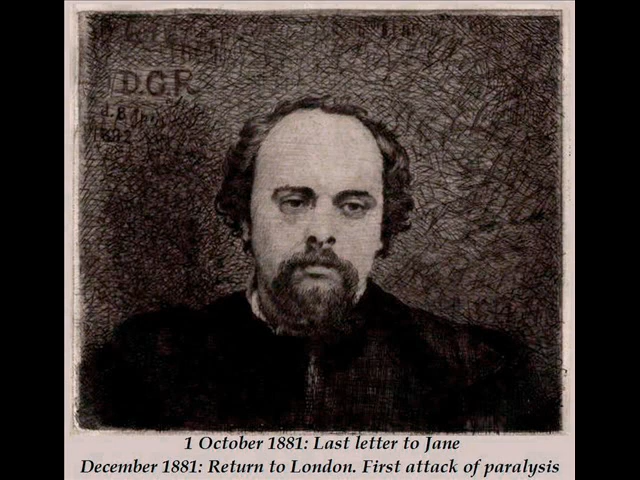 D.G.R
1 October 1881: Last letter to Jane
December 1881: Return to London. First attack of paralysis